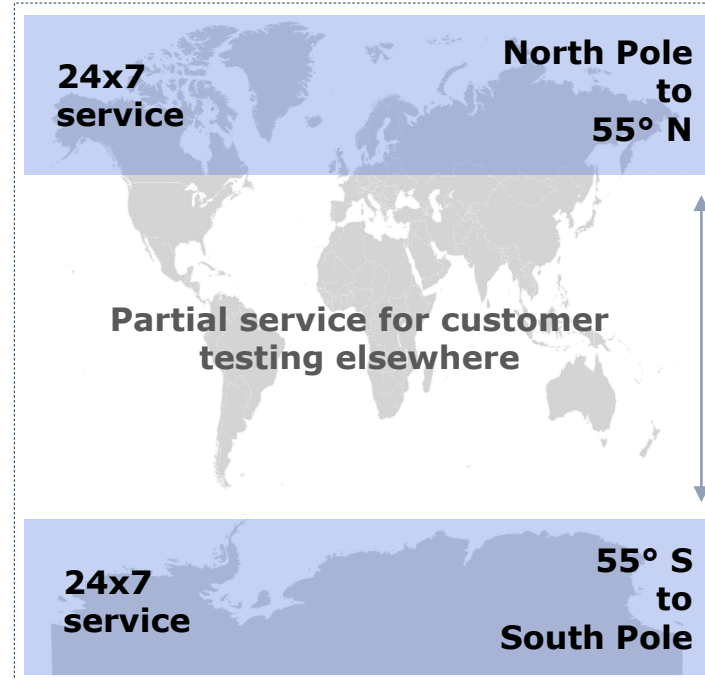 24x7
service
North Pole
to
55° N
Partial service for customer
testing elsewhere
24x7
service
55° S
to
South Pole